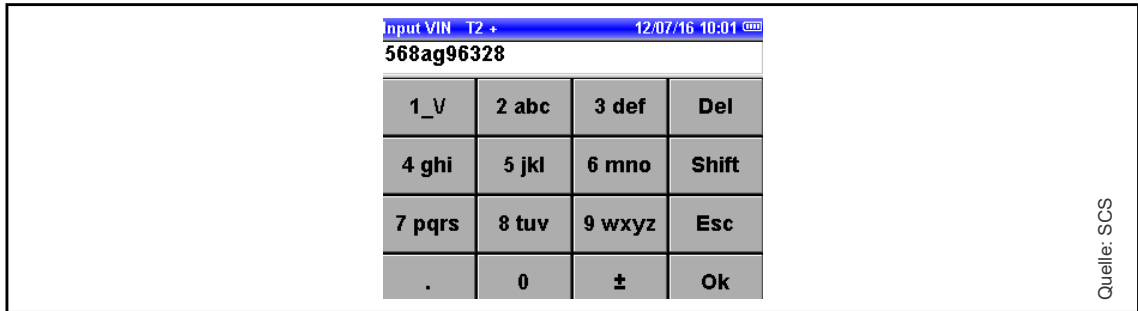 Input VIN T2 + 12/07/16 10:01
568ag96328
1_\/ 2 abc 3 def Del
4 ghi 5 jkl 6 mno Shift
7 pqrs 8 tuv 9 wxyz Esc
. 0 ± Ok
Quelle: SCS